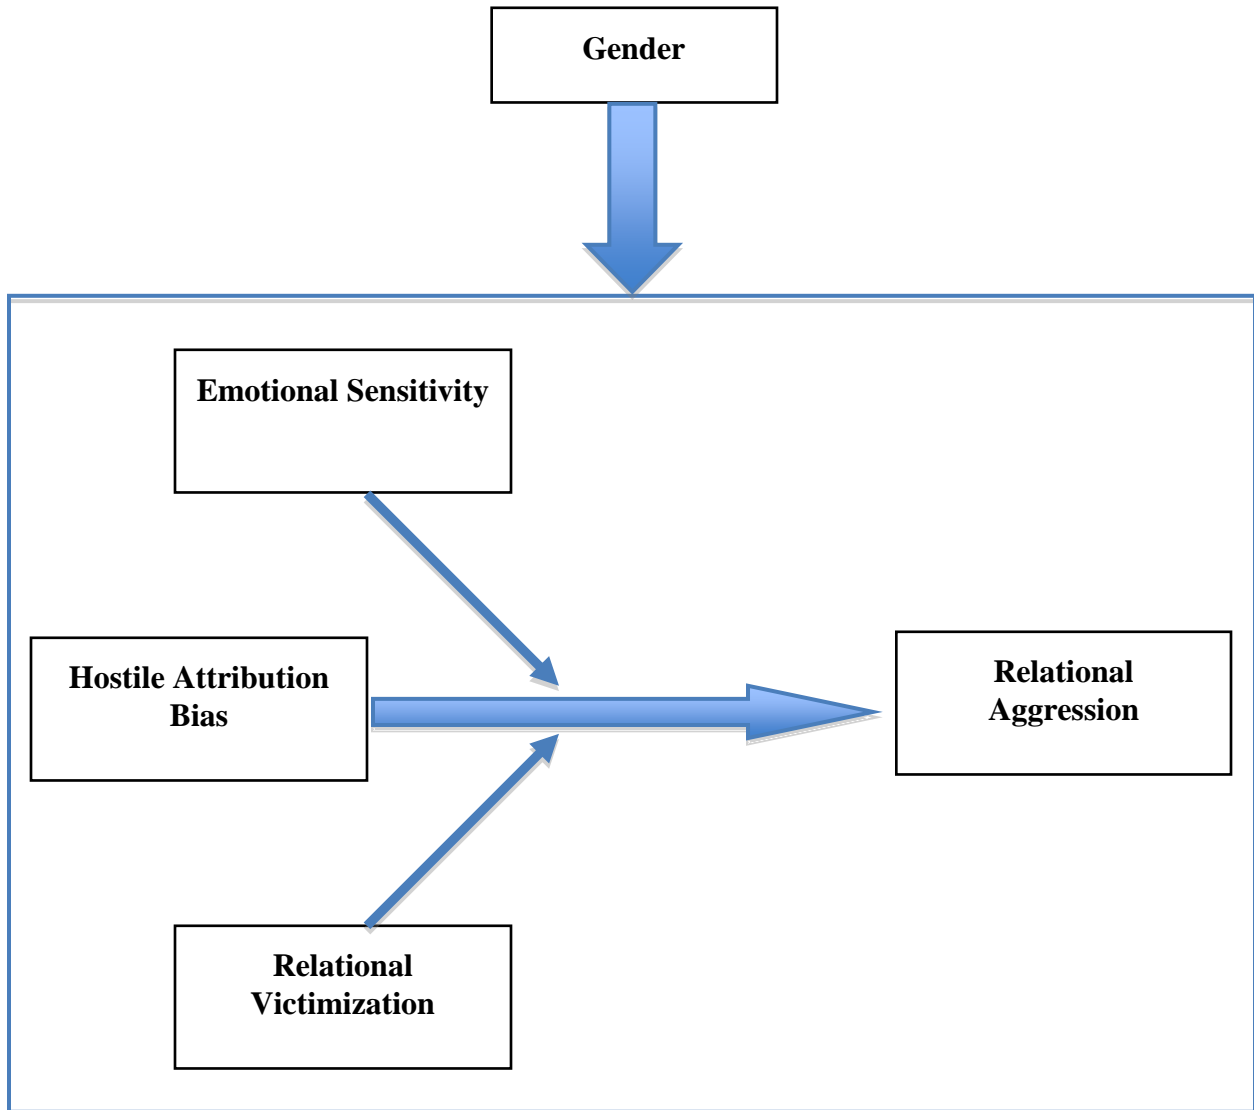 Gender
Emotional Sensitivity
Hostile Attribution
Bias
Relational
Aggression
Relational
Victimization